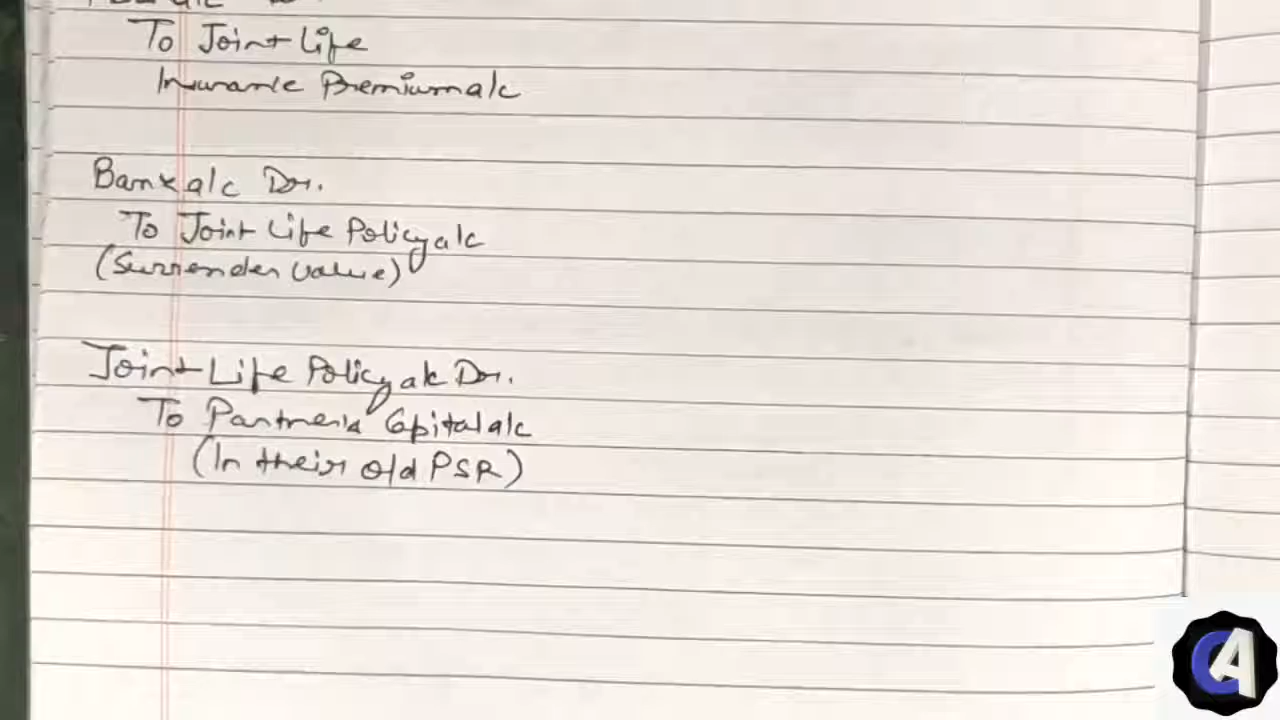 To Joint Life
Insurance Premium a/c
Bank a/c Dr.
To Joint Life Policy a/c
(Surrender value)
Joint Life Policy a/c Dr.
To Partner's Capital a/c
(In their old PSR)
CA